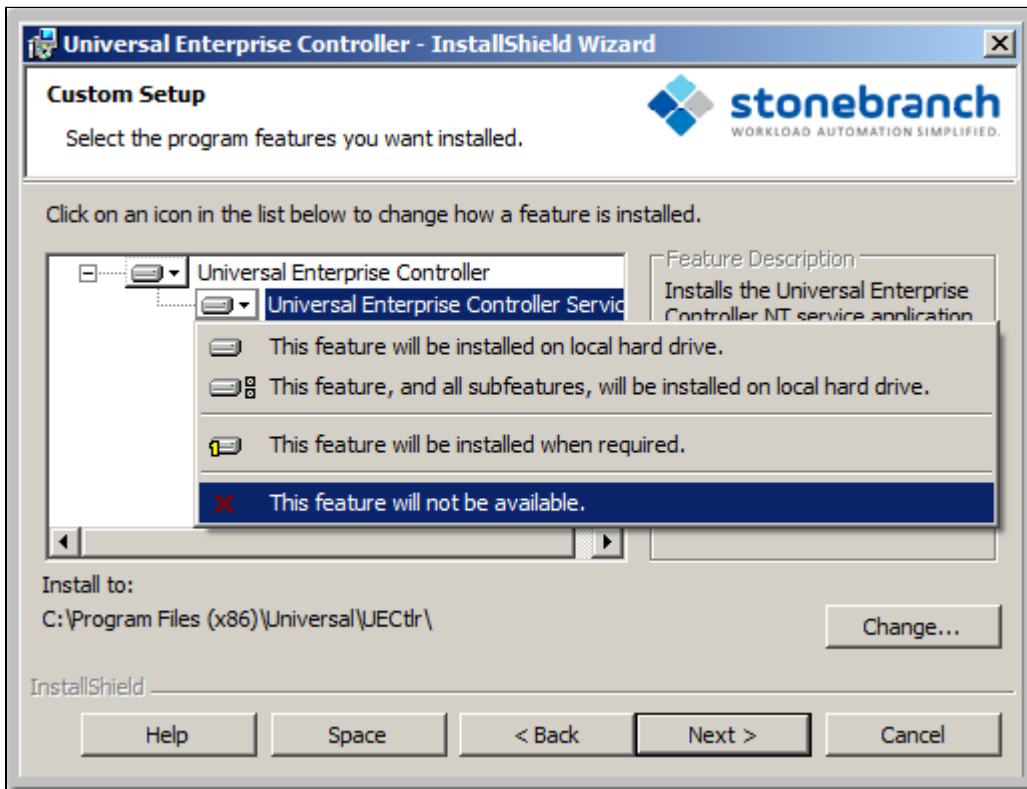 Universal Enterprise Controller - InstallShield Wizard
Custom Setup
Select the program features you want installed.
stonebranch
WORKLOAD AUTOMATION SIMPLIFIED.
Click on an icon in the list below to change how a feature is installed.
Universal Enterprise Controller
Universal Enterprise Controller Servic
Feature Description
Installs the Universal Enterprise
Controller NT service application
This feature will be installed on local hard drive.
This feature, and all subfeatures, will be installed on local hard drive.
This feature will be installed when required.
This feature will not be available.
Install to:
C:\Program Files (x86)\Universal\UECtlr\
Change...
InstallShield
Help
Space
< Back
Next >
Cancel